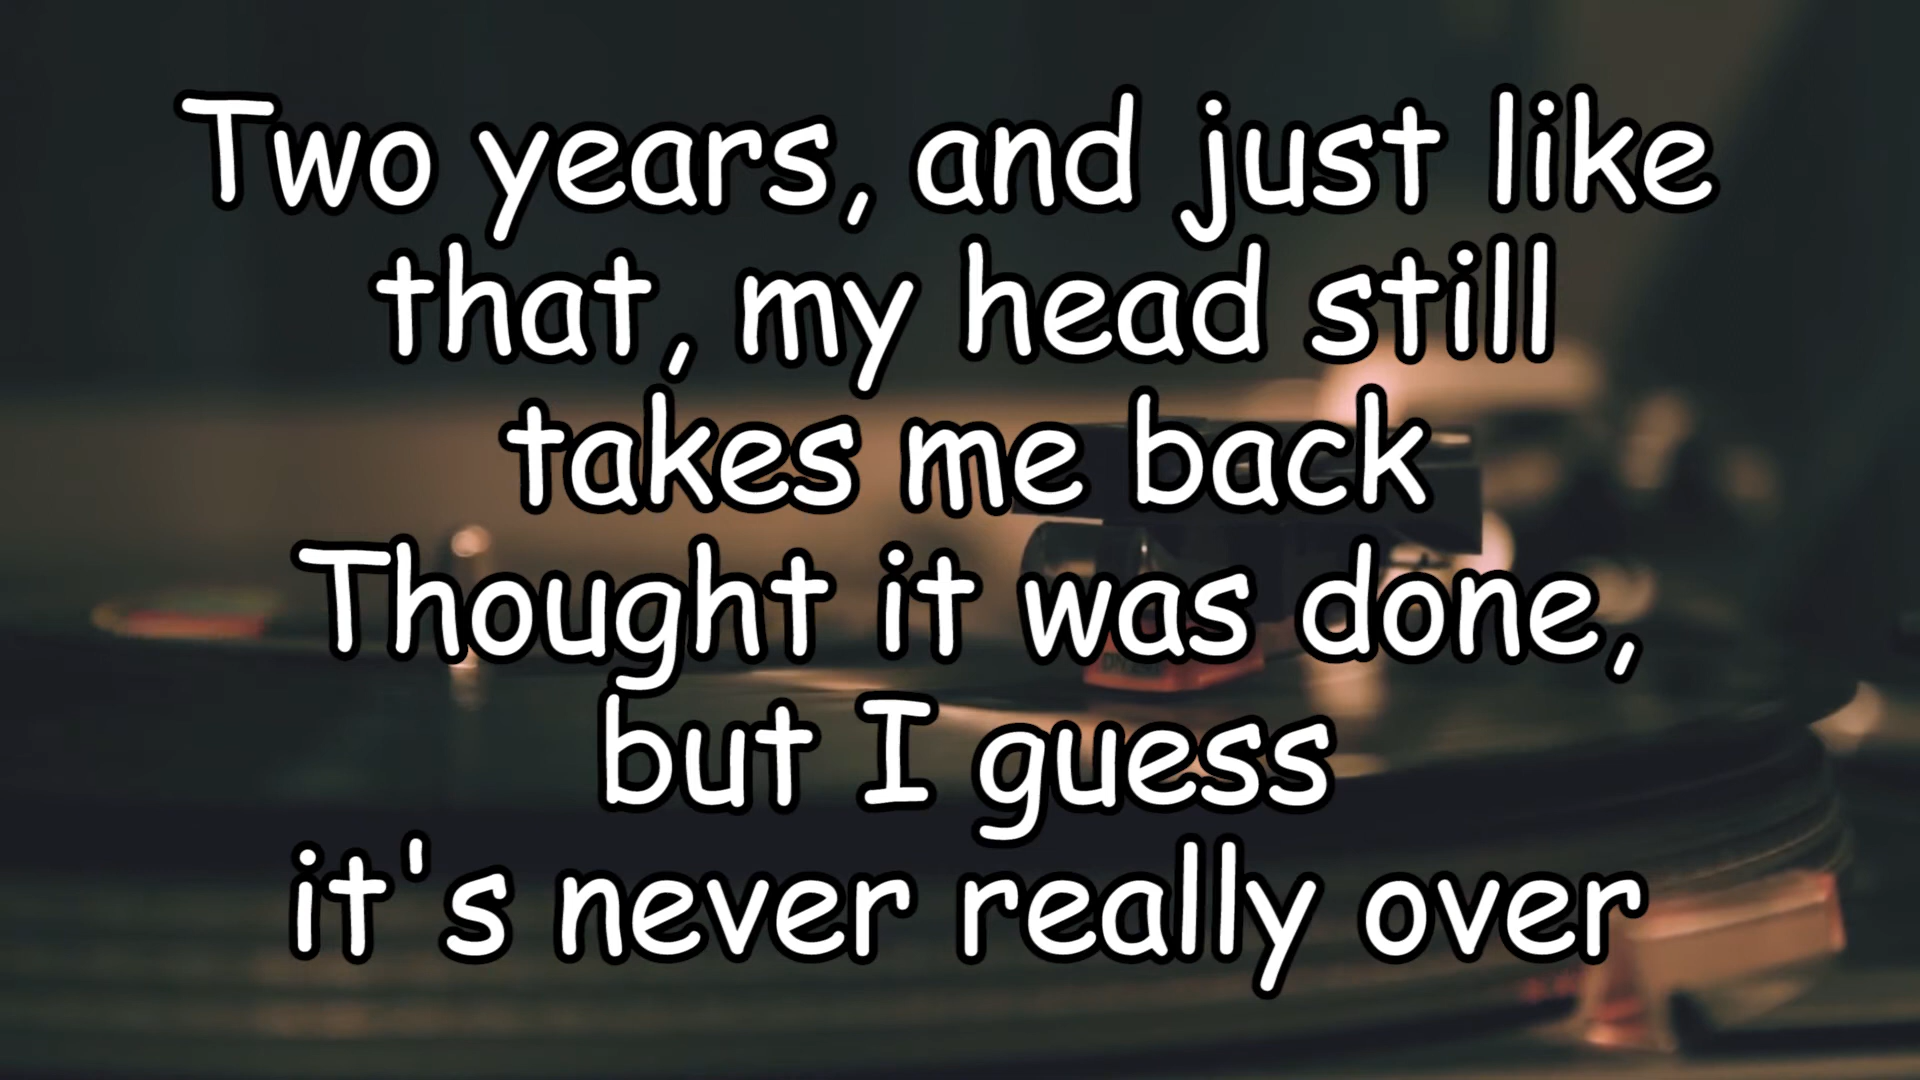 Two years, and just like
that, my head still
takes me back
Thought it was done,
but I guess
it's never really over